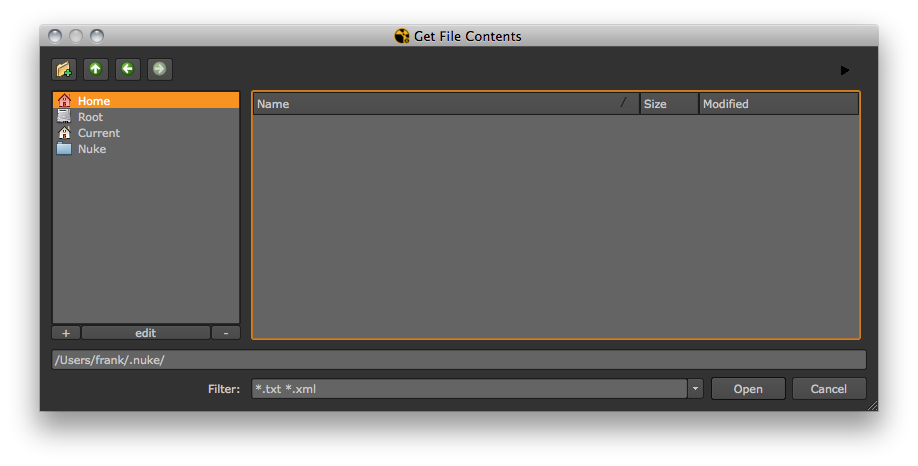 Get File Contents
Home
Root
Current
Nuke
Name Size Modified
+ edit -
/Users/frank/.nuke/
Filter: *.txt *.xml Open Cancel